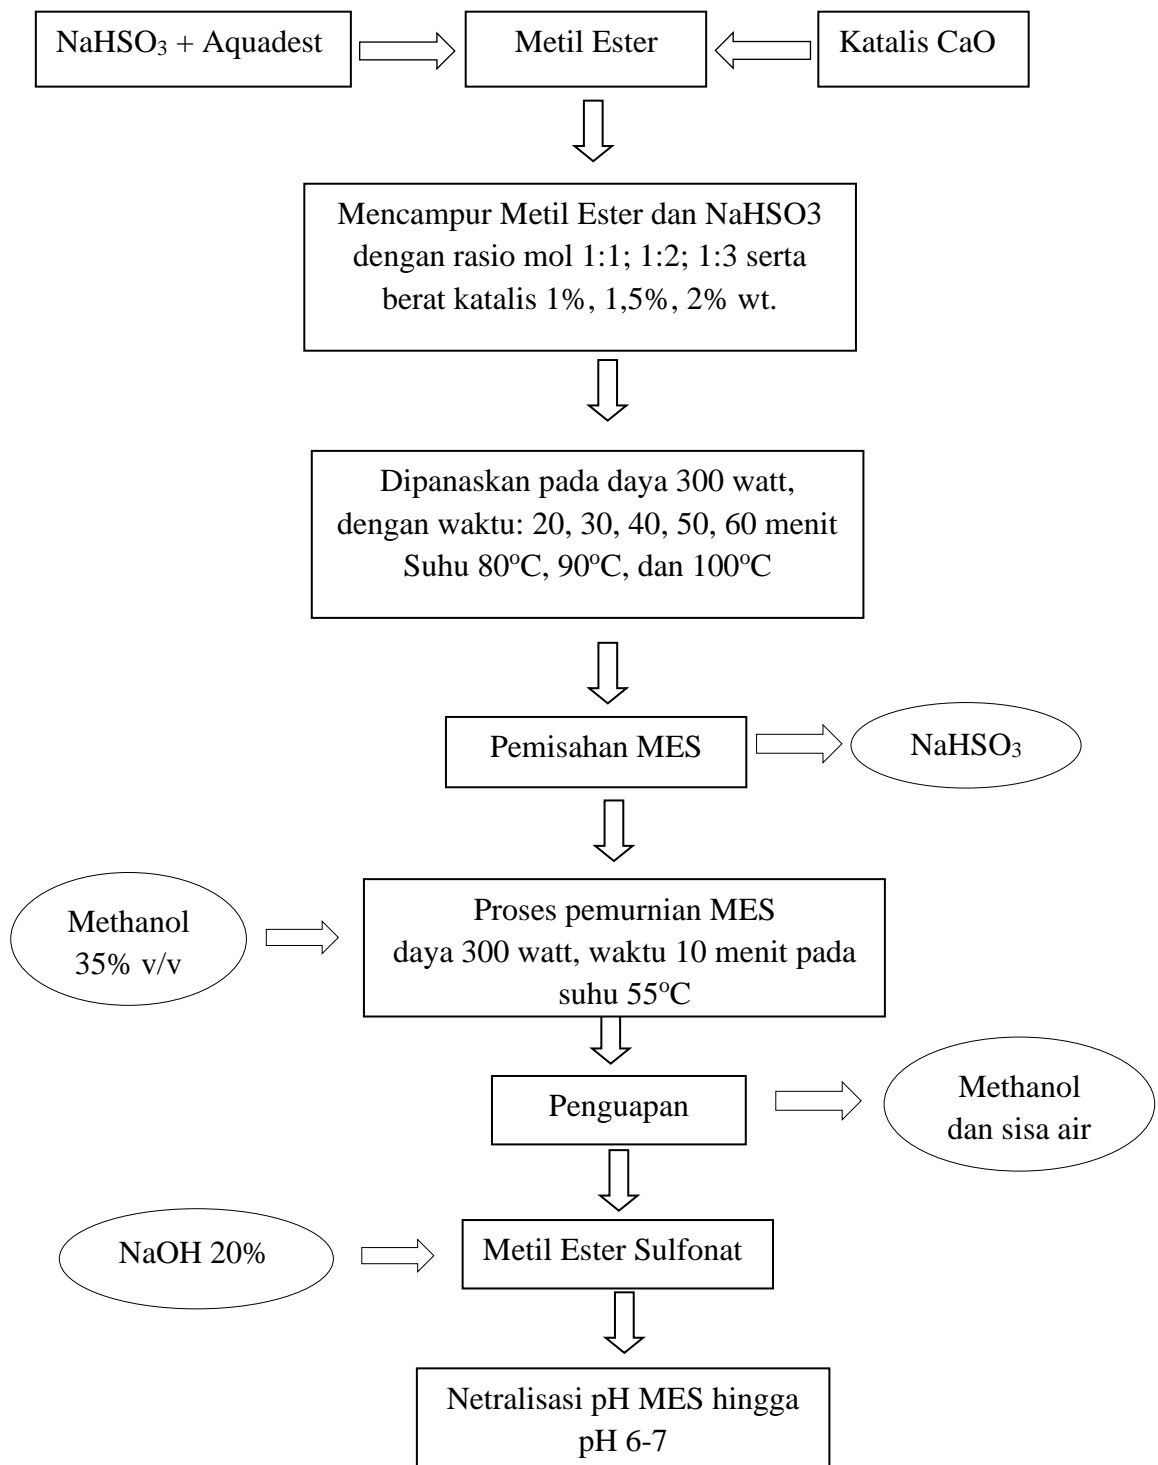 NaHSO₃ + Aquadest
Metil Ester
Katalis CaO
Mencampur Metil Ester dan NaHSO3
dengan rasio mol 1:1; 1:2; 1:3 serta
berat katalis 1%, 1,5%, 2% wt.
Dipanaskan pada daya 300 watt,
dengan waktu: 20, 30, 40, 50, 60 menit
Suhu 80ºC, 90ºC, dan 100ºC
Pemisahan MES
NaHSO₃
Methanol
35% v/v
Proses pemurnian MES
daya 300 watt, waktu 10 menit pada
suhu 55ºC
Penguapan
Methanol
dan sisa air
NaOH 20%
Metil Ester Sulfonat
Netralisasi pH MES hingga
pH 6-7